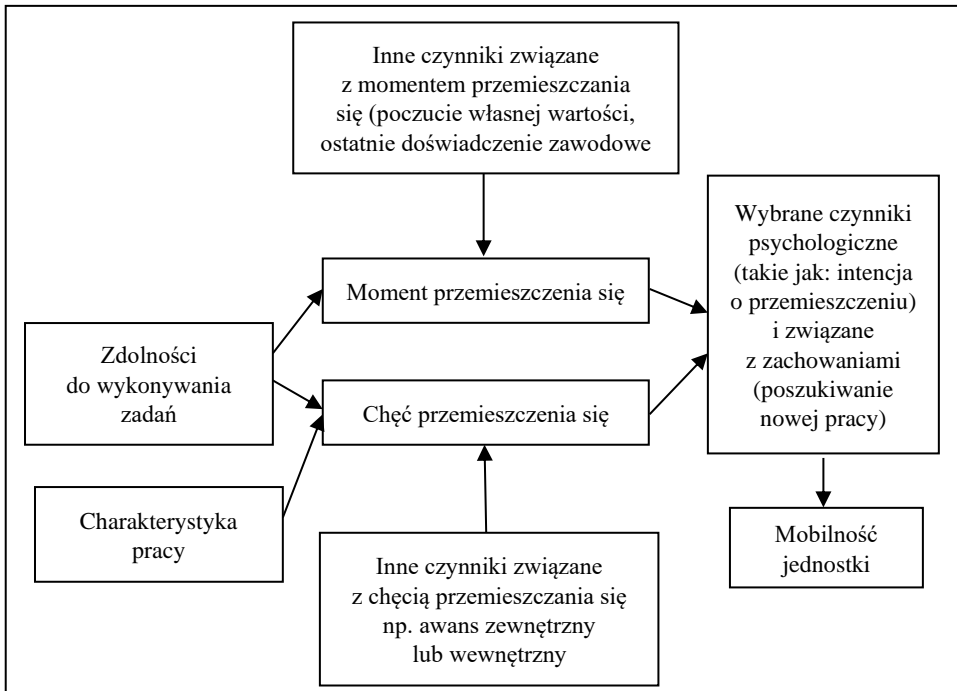 Inne czynniki związane
z momentem przemieszczania
się (poczucie własnej wartości,
ostatnie doświadczenie zawodowe
Wybrane czynniki
psychologiczne
(takie jak: intencja
o przemieszczeniu)
i związane
z zachowaniami
(poszukiwanie
nowej pracy)
Moment przemieszczenia się
Zdolności
do wykonywania
zadań
Chęć przemieszczenia się
Charakterystyka
pracy
Inne czynniki związane
z chęcią przemieszczania się
np. awans zewnętrzny
lub wewnętrzny
Mobilność
jednostki